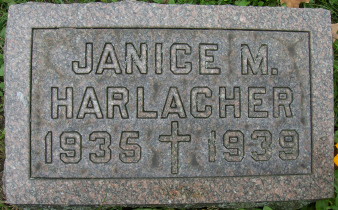 JANICE M.
HARLACHER
1935 1939